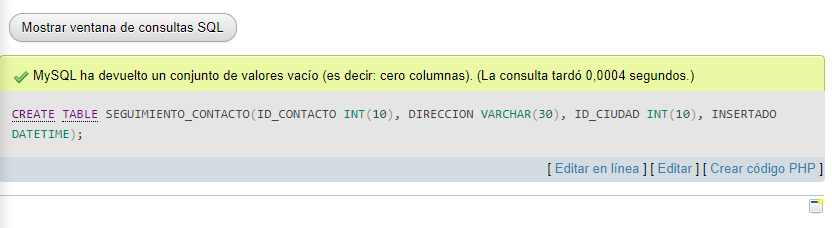 Mostrar ventana de consultas SQL
MySQL ha devuelto un conjunto de valores vacío (es decir: cero columnas). (La consulta tardó 0,0004 segundos.)
CREATE TABLE SEGUIMIENTO_CONTACTO(ID_CONTACTO INT(10), DIRECCION VARCHAR(30), ID_CIUDAD INT(10), INSERTADO
DATETIME);
[ Editar en línea ] [ Editar ] [ Crear código PHP ]